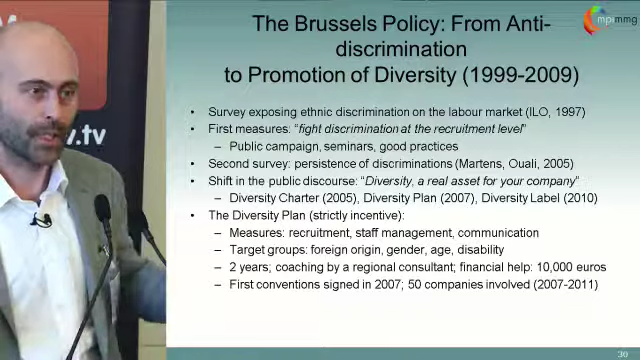 The Brussels Policy: From Anti-
discrimination
to Promotion of Diversity (1999-2009)
mpimmg
• Survey exposing ethnic discrimination on the labour market (ILO, 1997)
• First measures: "fight discrimination at the recruitment level"
– Public campaign, seminars, good practices
• Second survey: persistence of discriminations (Martens, Ouali, 2005)
• Shift in the public discourse: "Diversity, a real asset for your company"
– Diversity Charter (2005), Diversity Plan (2007), Diversity Label (2010)
• The Diversity Plan (strictly incentive):
– Measures: recruitment, staff management, communication
– Target groups: foreign origin, gender, age, disability
– 2 years; coaching by a regional consultant; financial help: 10,000 euros
– First conventions signed in 2007; 50 companies involved (2007-2011)
30